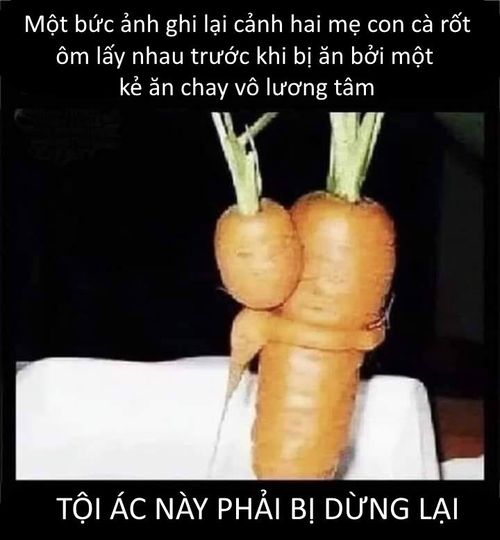 Một bức ảnh ghi lại cảnh hai mẹ con cà rốt
ôm lấy nhau trước khi bị ăn bởi một
kẻ ăn chay vô lương tâm
TỘI ÁC NÀY PHẢI BỊ DỪNG LẠI